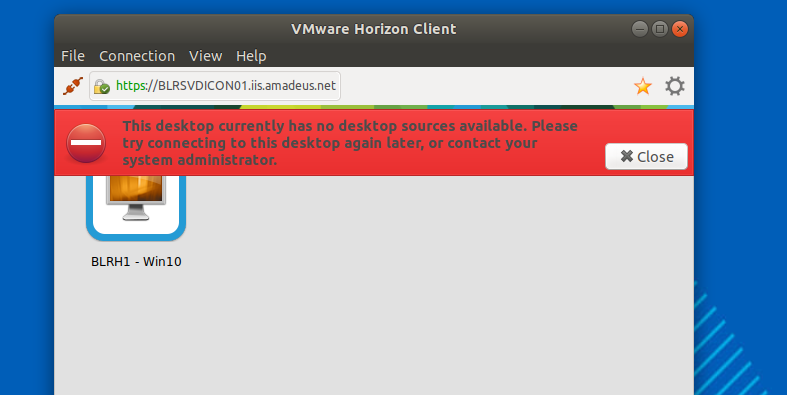 VMware Horizon Client
File Connection View Help
https://BLRSVDICON01.iis.amadeus.net
This desktop currently has no desktop sources available. Please
try connecting to this desktop again later, or contact your
system administrator.
Close
BLRH1 - Win10